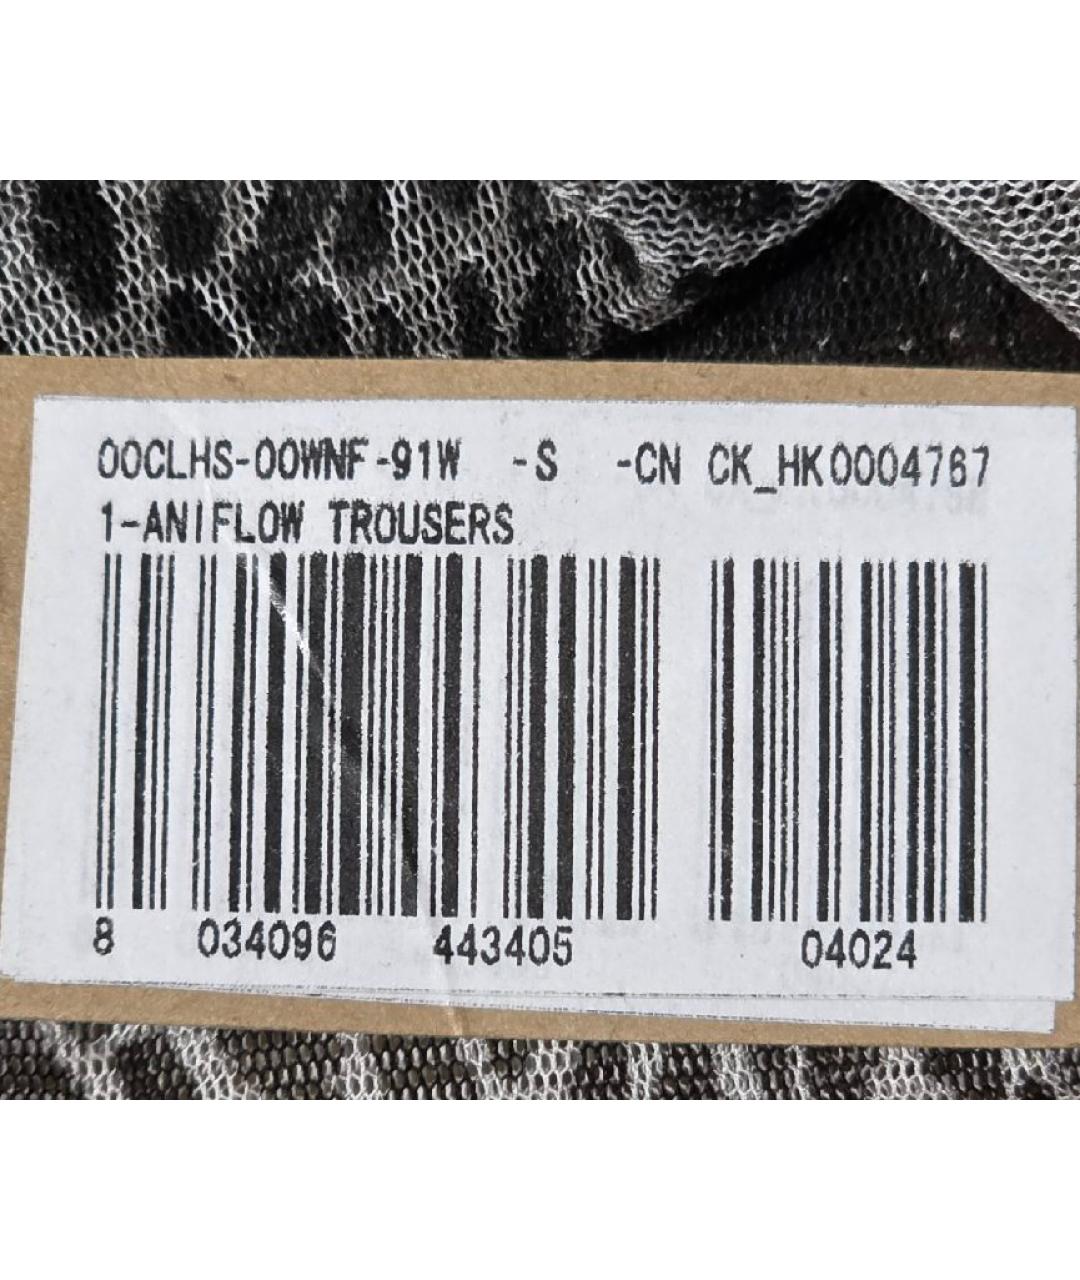 00CLHS-00WNF-91W -S -CN CK_HK0004767
1-ANIFLOW TROUSERS
8 034096 443405 04024